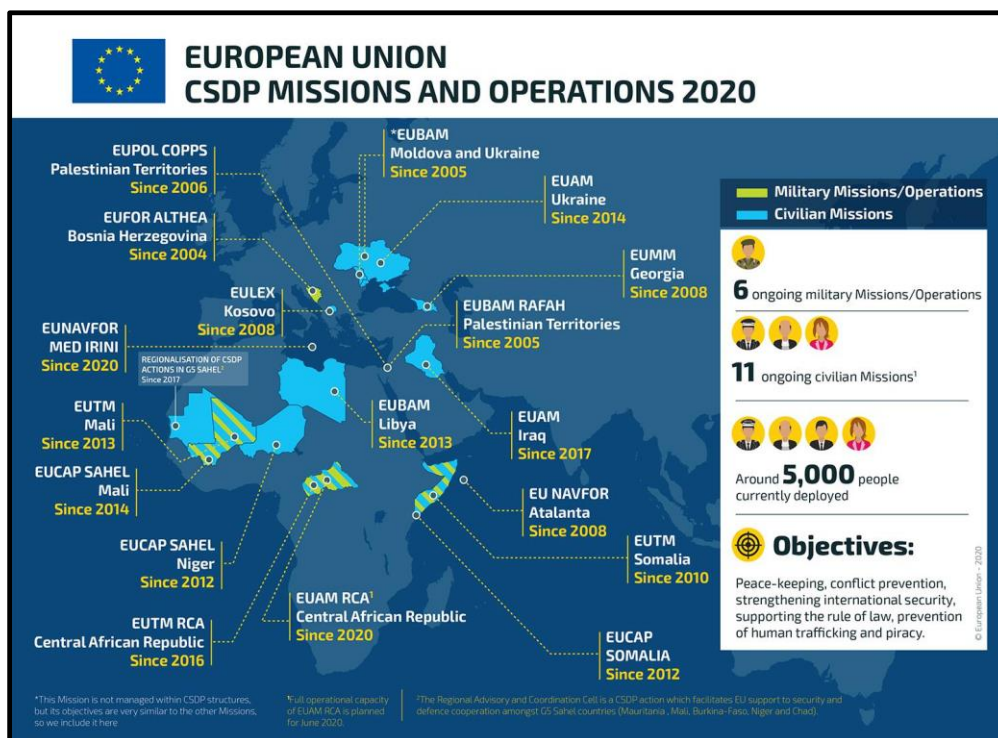 EUROPEAN UNION
CSDP MISSIONS AND OPERATIONS 2020
EUPOL COPPS
Palestinian Territories
Since 2006
EUFOR ALTHEA
Bosnia Herzegovina
Since 2004
EULEX
Kosovo
Since 2008
EUNAVFOR
MED IRINI
Since 2020
REGIONALISATION OF CSDP
ACTIONS IN G5 SAHEL²
Since 2017
EUTM
Mali
Since 2013
EUCAP SAHEL
Mali
Since 2014
EUCAP SAHEL
Niger
Since 2012
EUTM RCA
Central African Republic
Since 2016
*EUBAM
Moldova and Ukraine
Since 2005
EUAM
Ukraine
Since 2014
EUMM
Georgia
Since 2008
EUBAM RAFAH
Palestinian Territories
Since 2005
EUBAM
Libya
Since 2013
EUAM
Iraq
Since 2017
EU NAVFOR
Atalanta
Since 2008
EUTM
Somalia
Since 2010
EUAM RCA¹
Central African Republic
Since 2020
EUCAP
SOMALIA
Since 2012
Military Missions/Operations
Civilian Missions
6 ongoing military Missions/Operations
11 ongoing civilian Missions¹
Around 5,000 people
currently deployed
Objectives:
Peace-keeping, conflict prevention,
strengthening international security,
supporting the rule of law, prevention
of human trafficking and piracy.
© European Union - 2020
*This Mission is not managed within CSDP structures,
but its objectives are very similar to the other Missions,
so we include it here
¹Full operational capacity
of EUAM RCA is planned
for June 2020.
²The Regional Advisory and Coordination Cell is a CSDP action which facilitates EU support to security and
defence cooperation amongst G5 Sahel countries (Mauritania , Mali, Burkina-Faso, Niger and Chad).